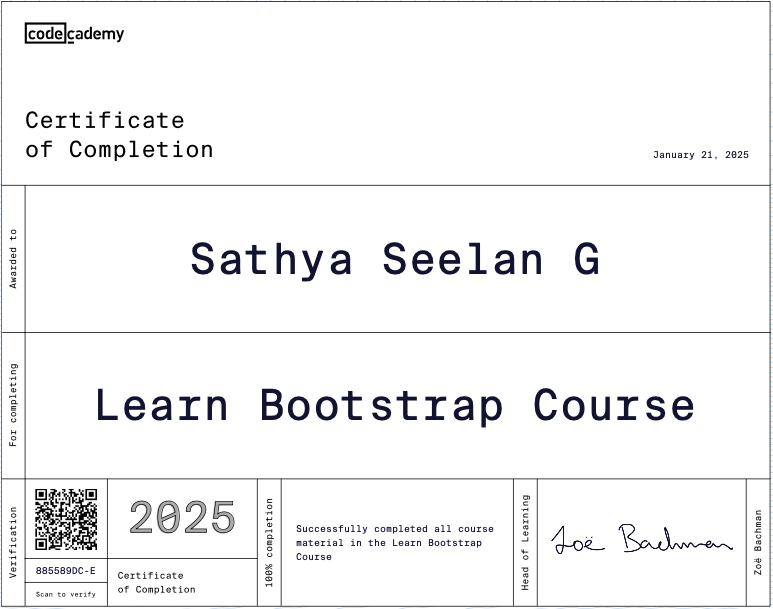 codecademy
Certificate
of Completion
January 21, 2025
Awarded to
Sathya Seelan G
For completing
Learn Bootstrap Course
Verification
885589DC-E
Scan to verify
2025
Certificate
of Completion
100% completion
Successfully completed all course
material in the Learn Bootstrap
Course
Head of Learning
Zoë Bachman
Zoë Bachman